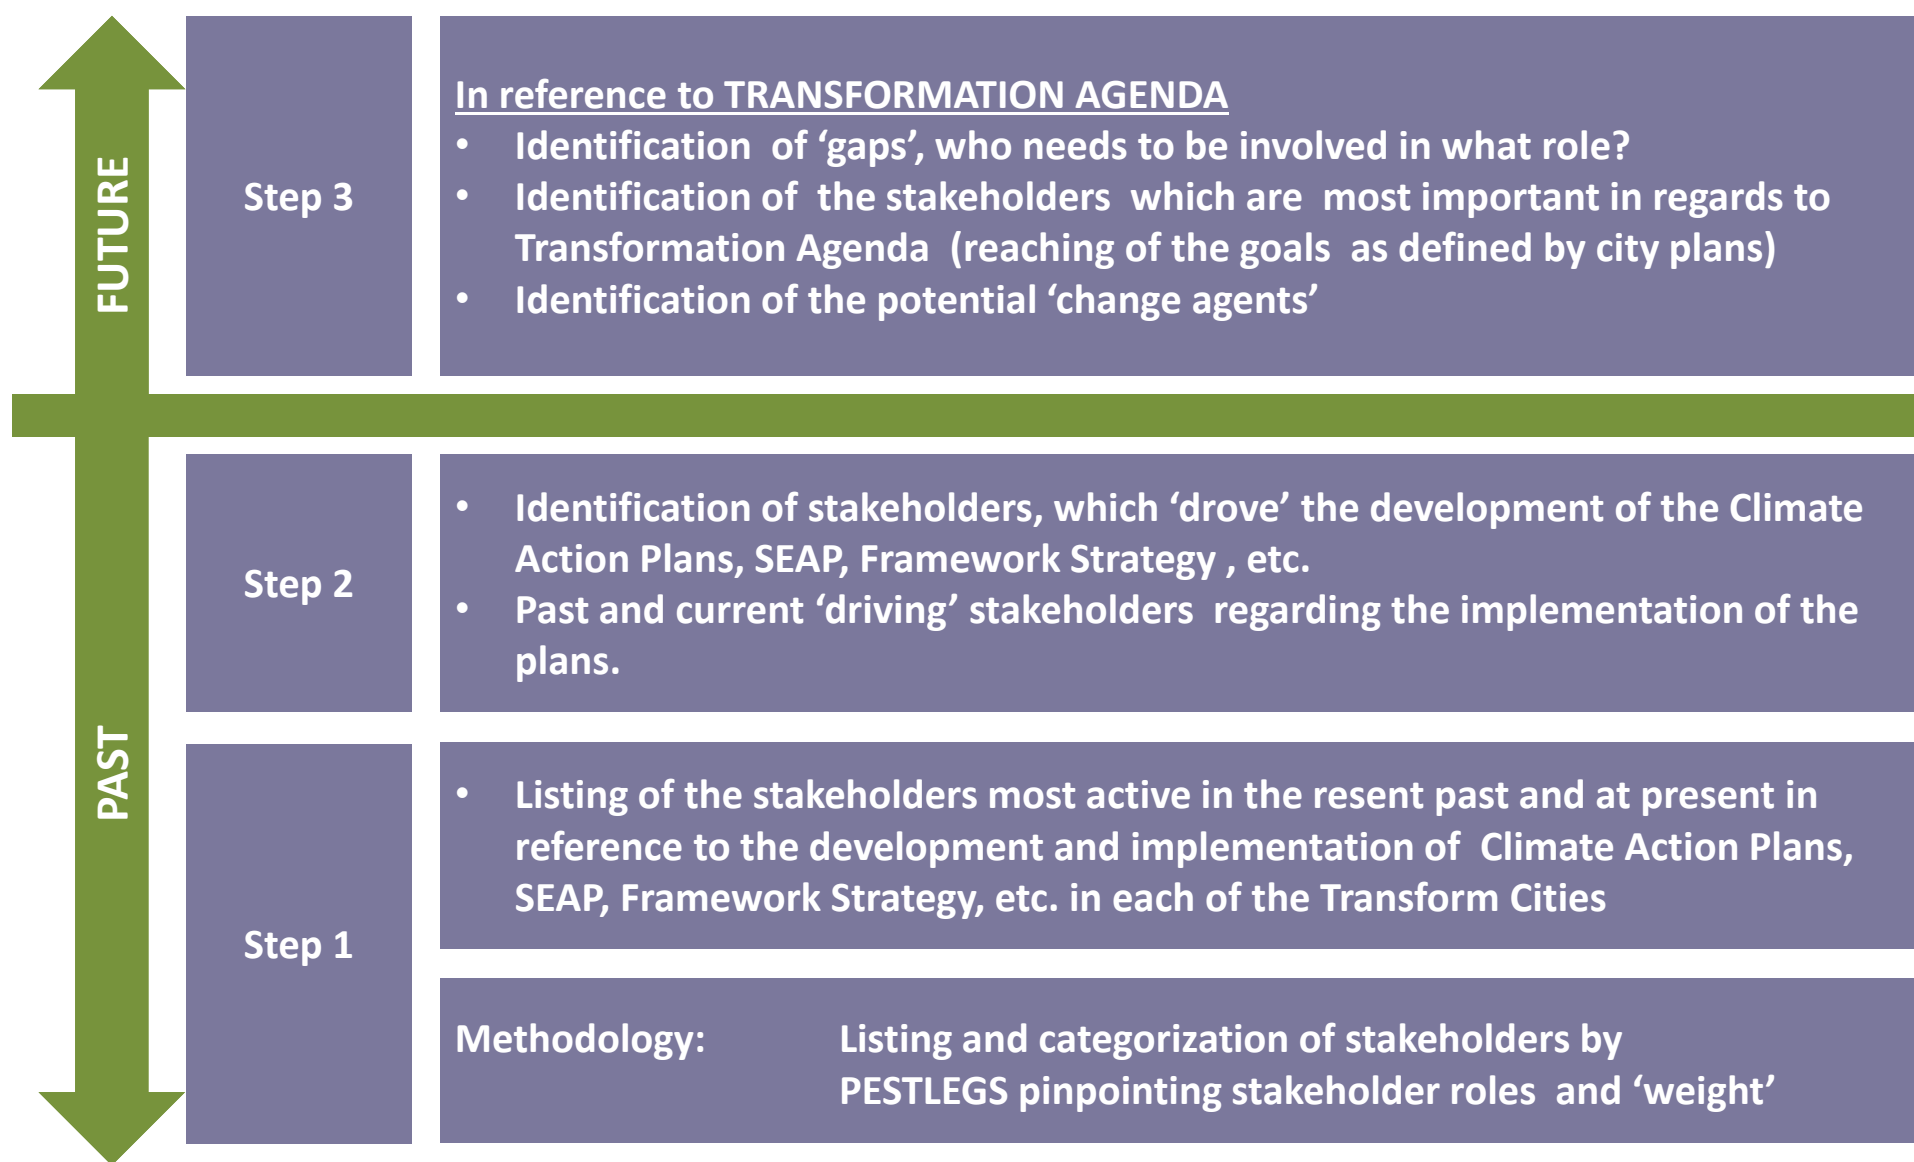 FUTURE
Step 3
In reference to TRANSFORMATION AGENDA
• Identification of ‘gaps’, who needs to be involved in what role?
• Identification of the stakeholders which are most important in regards to
Transformation Agenda (reaching of the goals as defined by city plans)
• Identification of the potential ‘change agents’
PAST
Step 2
• Identification of stakeholders, which ‘drove’ the development of the Climate
Action Plans, SEAP, Framework Strategy , etc.
• Past and current ‘driving’ stakeholders regarding the implementation of the
plans.
Step 1
• Listing of the stakeholders most active in the resent past and at present in
reference to the development and implementation of Climate Action Plans,
SEAP, Framework Strategy, etc. in each of the Transform Cities
Methodology: Listing and categorization of stakeholders by
PESTLEGS pinpointing stakeholder roles and ‘weight’